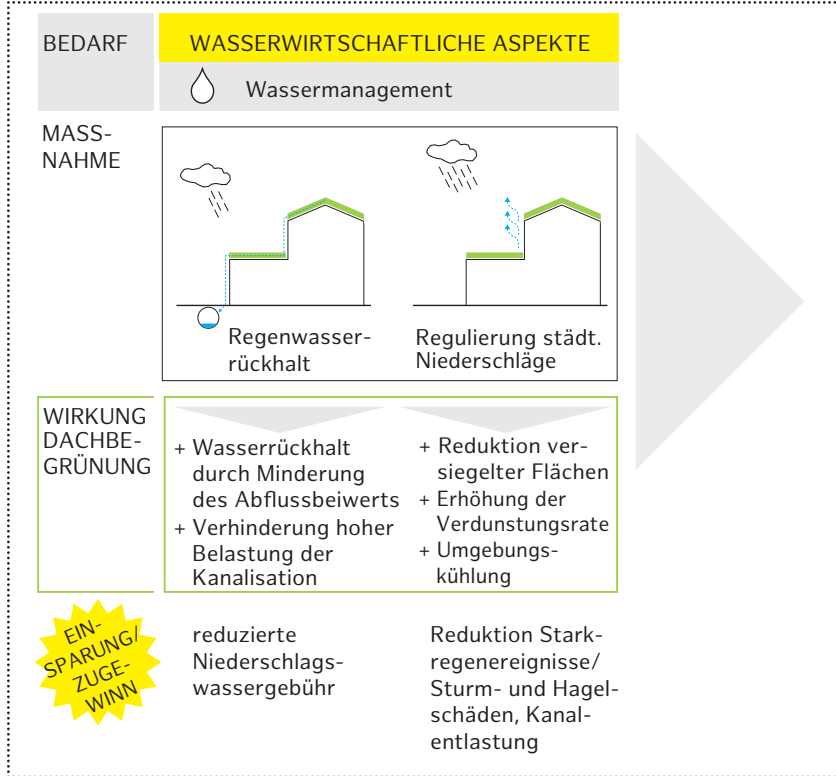 BEDARF
WASSERWIRTSCHAFTLICHE ASPEKTE
Wassermanagement
MASS-
NAHME
Regenwasser-
rückhalt
Regulierung städt.
Niederschläge
WIRKUNG
DACHBE-
GRÜNUNG
+ Wasserrückhalt
durch Minderung
des Abflussbeiwerts
+ Verhinderung hoher
Belastung der
Kanalisation
+ Reduktion ver-
siegelter Flächen
+ Erhöhung der
Verdunstungsrate
+ Umgebungs-
kühlung
EIN-
SPARUNG/
ZUGE-
WINN
reduzierte
Niederschlags-
wassergebühr
Reduktion Stark-
regenereignisse/
Sturm- und Hagel-
schäden, Kanal-
entlastung